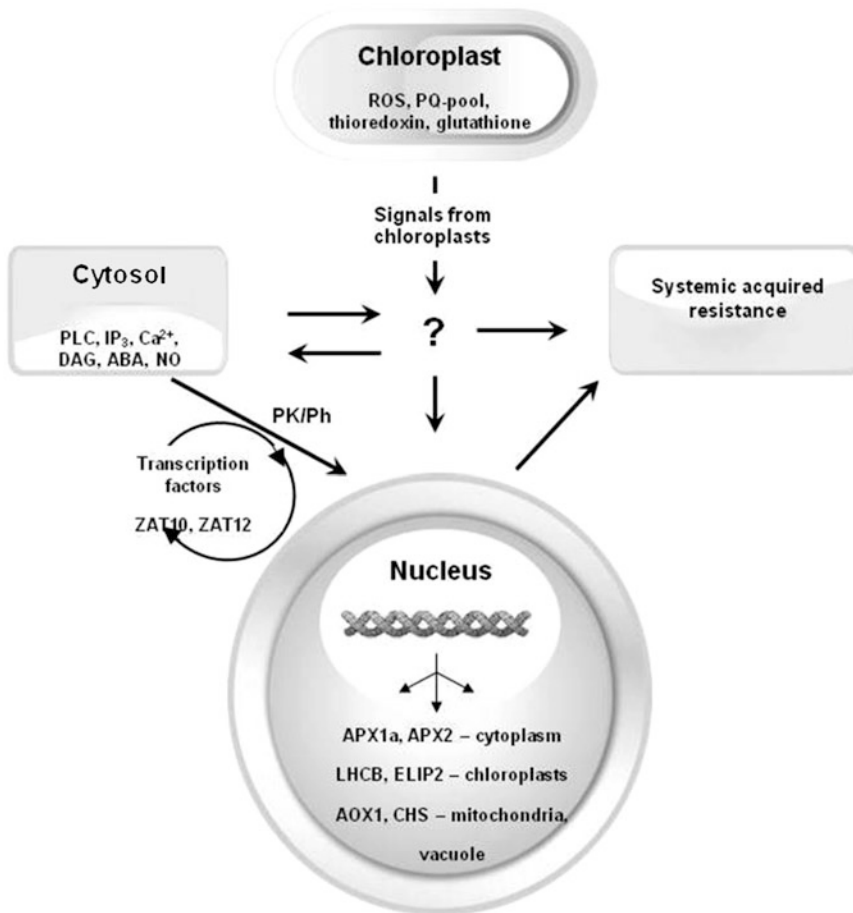 Chloroplast
ROS, PQ-pool,
thioredoxin, glutathione
Signals from
chloroplasts
Cytosol
PLC, IP₃, Ca²⁺,
DAG, ABA, NO
?
Systemic acquired
resistance
PK/Ph
Transcription
factors
ZAT10, ZAT12
Nucleus
APX1a, APX2 – cytoplasm
LHCB, ELIP2 – chloroplasts
AOX1, CHS – mitochondria,
vacuole